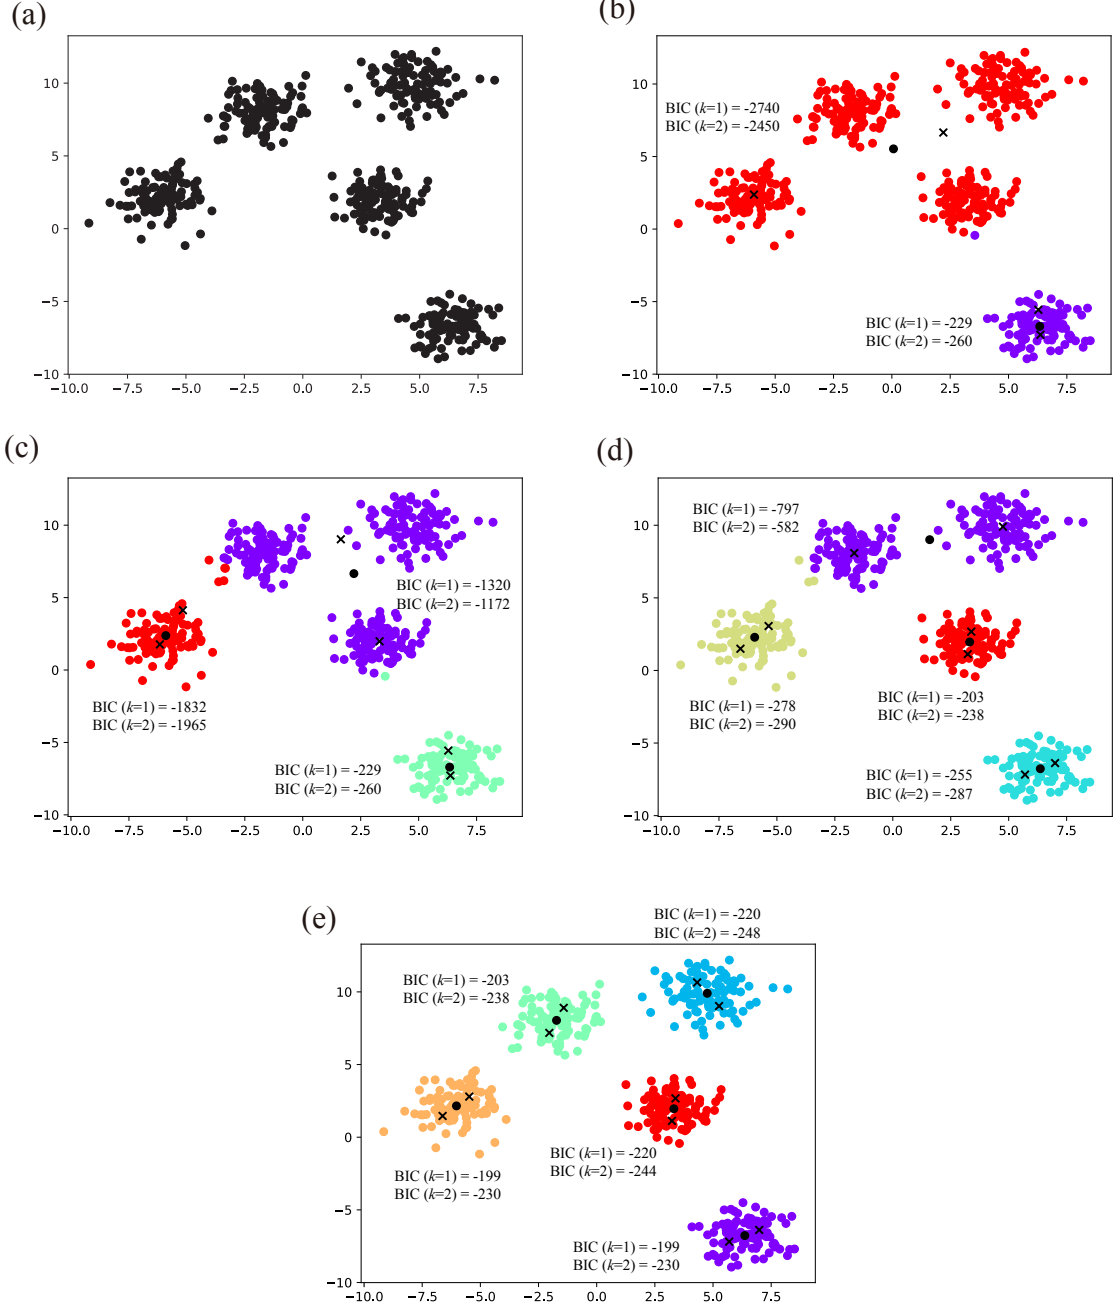 (a)
(b)
10
5
0
−5
−10
−10.0 −7.5 −5.0 −2.5 0.0 2.5 5.0 7.5
10
5
0
−5
−10
BIC (k=1) = -2740
BIC (k=2) = -2450
BIC (k=1) = -229
BIC (k=2) = -260
−10.0 −7.5 −5.0 −2.5 0.0 2.5 5.0 7.5
(c)
(d)
10
5
0
−5
−10
BIC (k=1) = -1320
BIC (k=2) = -1172
BIC (k=1) = -1832
BIC (k=2) = -1965
BIC (k=1) = -229
BIC (k=2) = -260
−10.0 −7.5 −5.0 −2.5 0.0 2.5 5.0 7.5
10
5
0
−5
−10
BIC (k=1) = -797
BIC (k=2) = -582
BIC (k=1) = -278
BIC (k=2) = -290
BIC (k=1) = -203
BIC (k=2) = -238
BIC (k=1) = -255
BIC (k=2) = -287
−10.0 −7.5 −5.0 −2.5 0.0 2.5 5.0 7.5
(e)
BIC (k=1) = -220
BIC (k=2) = -248
10
5
0
−5
−10
BIC (k=1) = -203
BIC (k=2) = -238
BIC (k=1) = -220
BIC (k=2) = -244
BIC (k=1) = -199
BIC (k=2) = -230
BIC (k=1) = -199
BIC (k=2) = -230
−10.0 −7.5 −5.0 −2.5 0.0 2.5 5.0 7.5